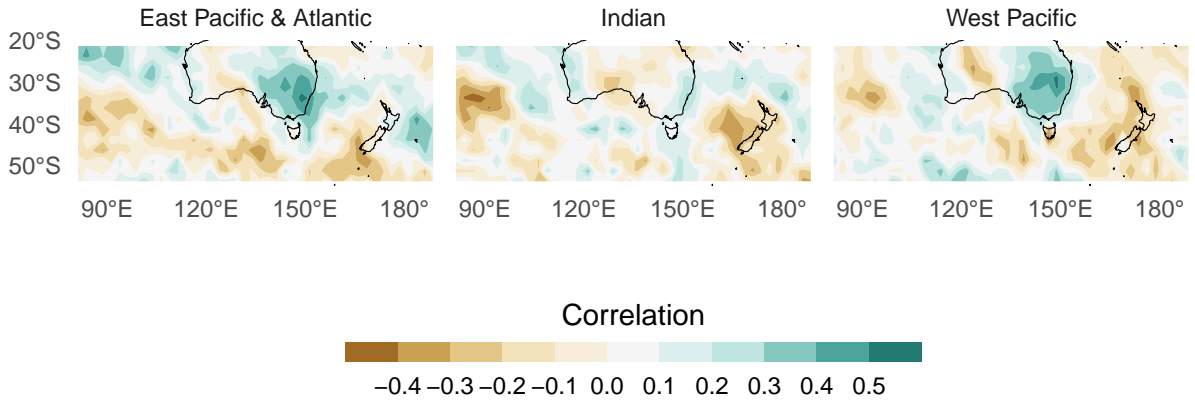 East Pacific & Atlantic Indian West Pacific
20°S
30°S
40°S
50°S
90°E 120°E 150°E 180° 90°E 120°E 150°E 180° 90°E 120°E 150°E 180°
Correlation
−0.4 −0.3 −0.2 −0.1 0.0 0.1 0.2 0.3 0.4 0.5